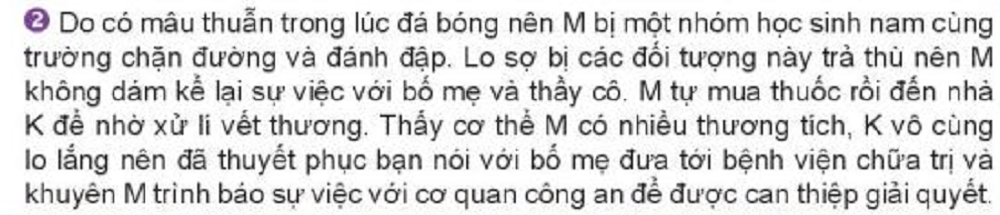 2 Do có mâu thuẫn trong lúc đá bóng nên M bị một nhóm học sinh nam cùng
trường chặn đường và đánh đập. Lo sợ bị các đối tượng này trả thù nên M
không dám kể lại sự việc với bố mẹ và thầy cô. M tự mua thuốc rồi đến nhà
K để nhờ xử lí vết thương. Thấy cơ thể M có nhiều thương tích, K vô cùng
lo lắng nên đã thuyết phục bạn nói với bố mẹ đưa tới bệnh viện chữa trị và
khuyên M trình báo sự việc với cơ quan công an để được can thiệp giải quyết.